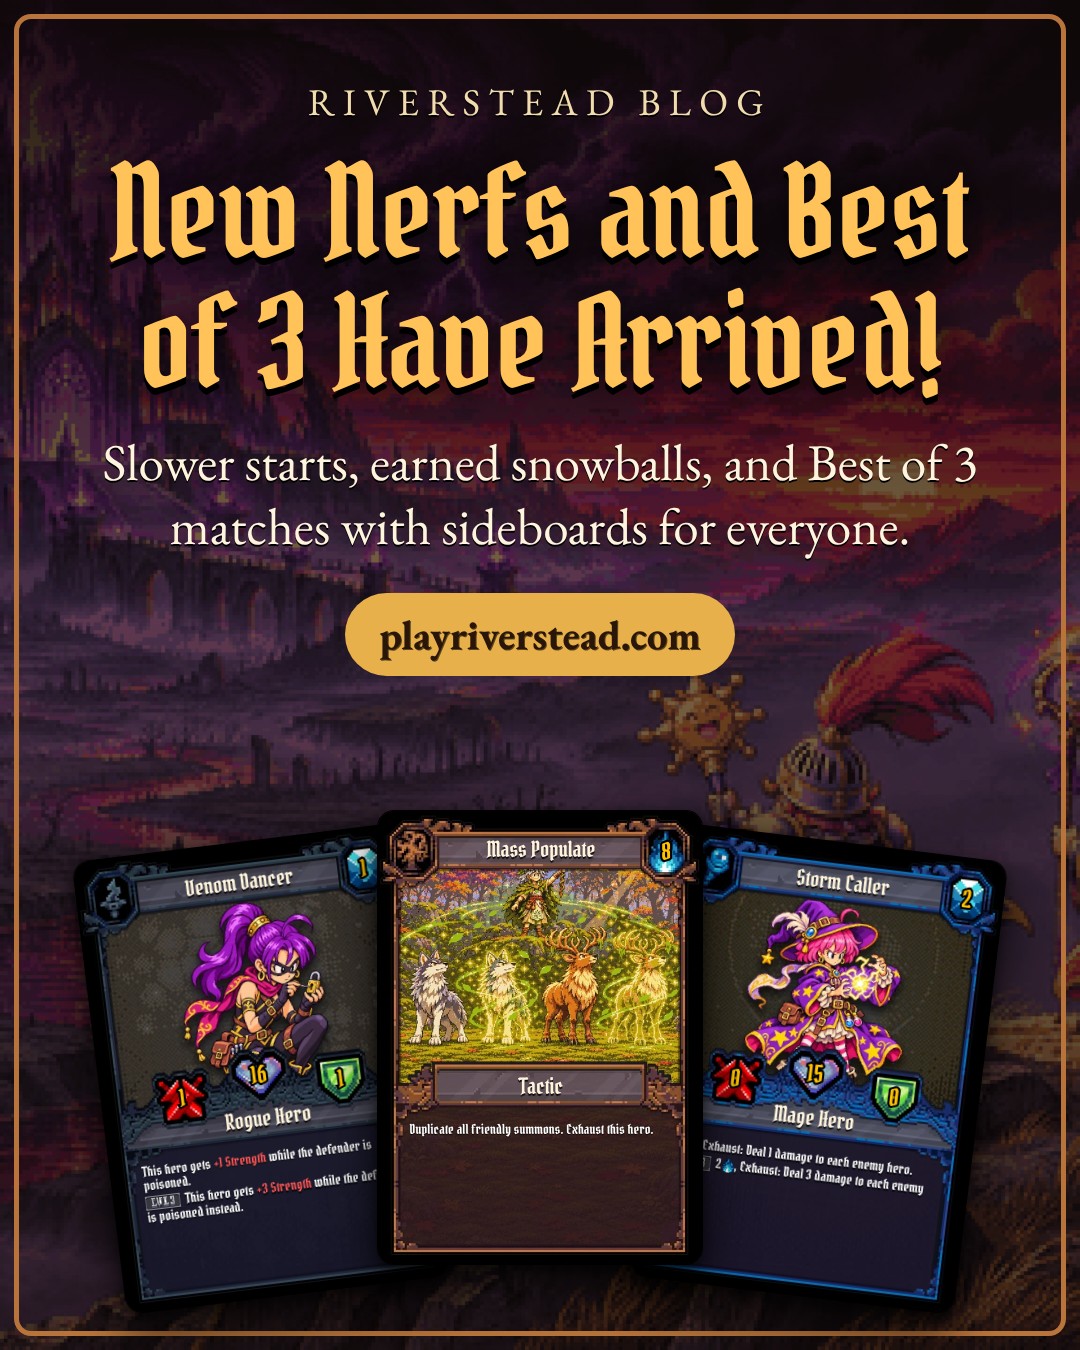 RIVERSTEAD BLOG
New Nerfs and Best
of 3 Have Arrived!
Slower starts, earned snowballs, and Best of 3
matches with sideboards for everyone.
playriverstead.com
Venom Dancer
1
1
16
1
Rogue Hero
This hero gets +1 Strength while the defender is
poisoned.
LVL3 This hero gets +3 Strength while the def
is poisoned instead.
Mass Populate
8
Tactic
Duplicate all friendly summons. Exhaust this hero.
Storm Caller
2
0
15
0
Mage Hero
Exhaust: Deal 1 damage to each enemy hero.
2, Exhaust: Deal 3 damage to each enemy